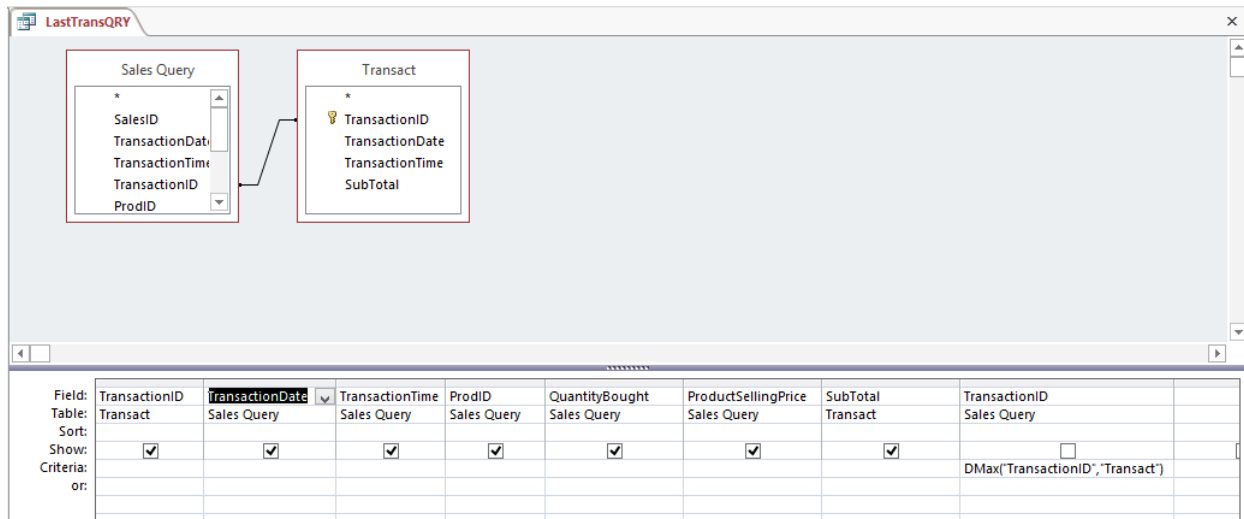 LastTransQRY
Sales Query
*
SalesID
TransactionDate
TransactionTime
TransactionID
ProdID
Transact
*
TransactionID
TransactionDate
TransactionTime
SubTotal
Field: TransactionID TransactionDate TransactionTime ProdID QuantityBought ProductSellingPrice SubTotal TransactionID
Table: Transact Sales Query Sales Query Sales Query Sales Query Sales Query Transact Sales Query
Sort:
Show:
Criteria: DMax("TransactionID","Transact")
or: